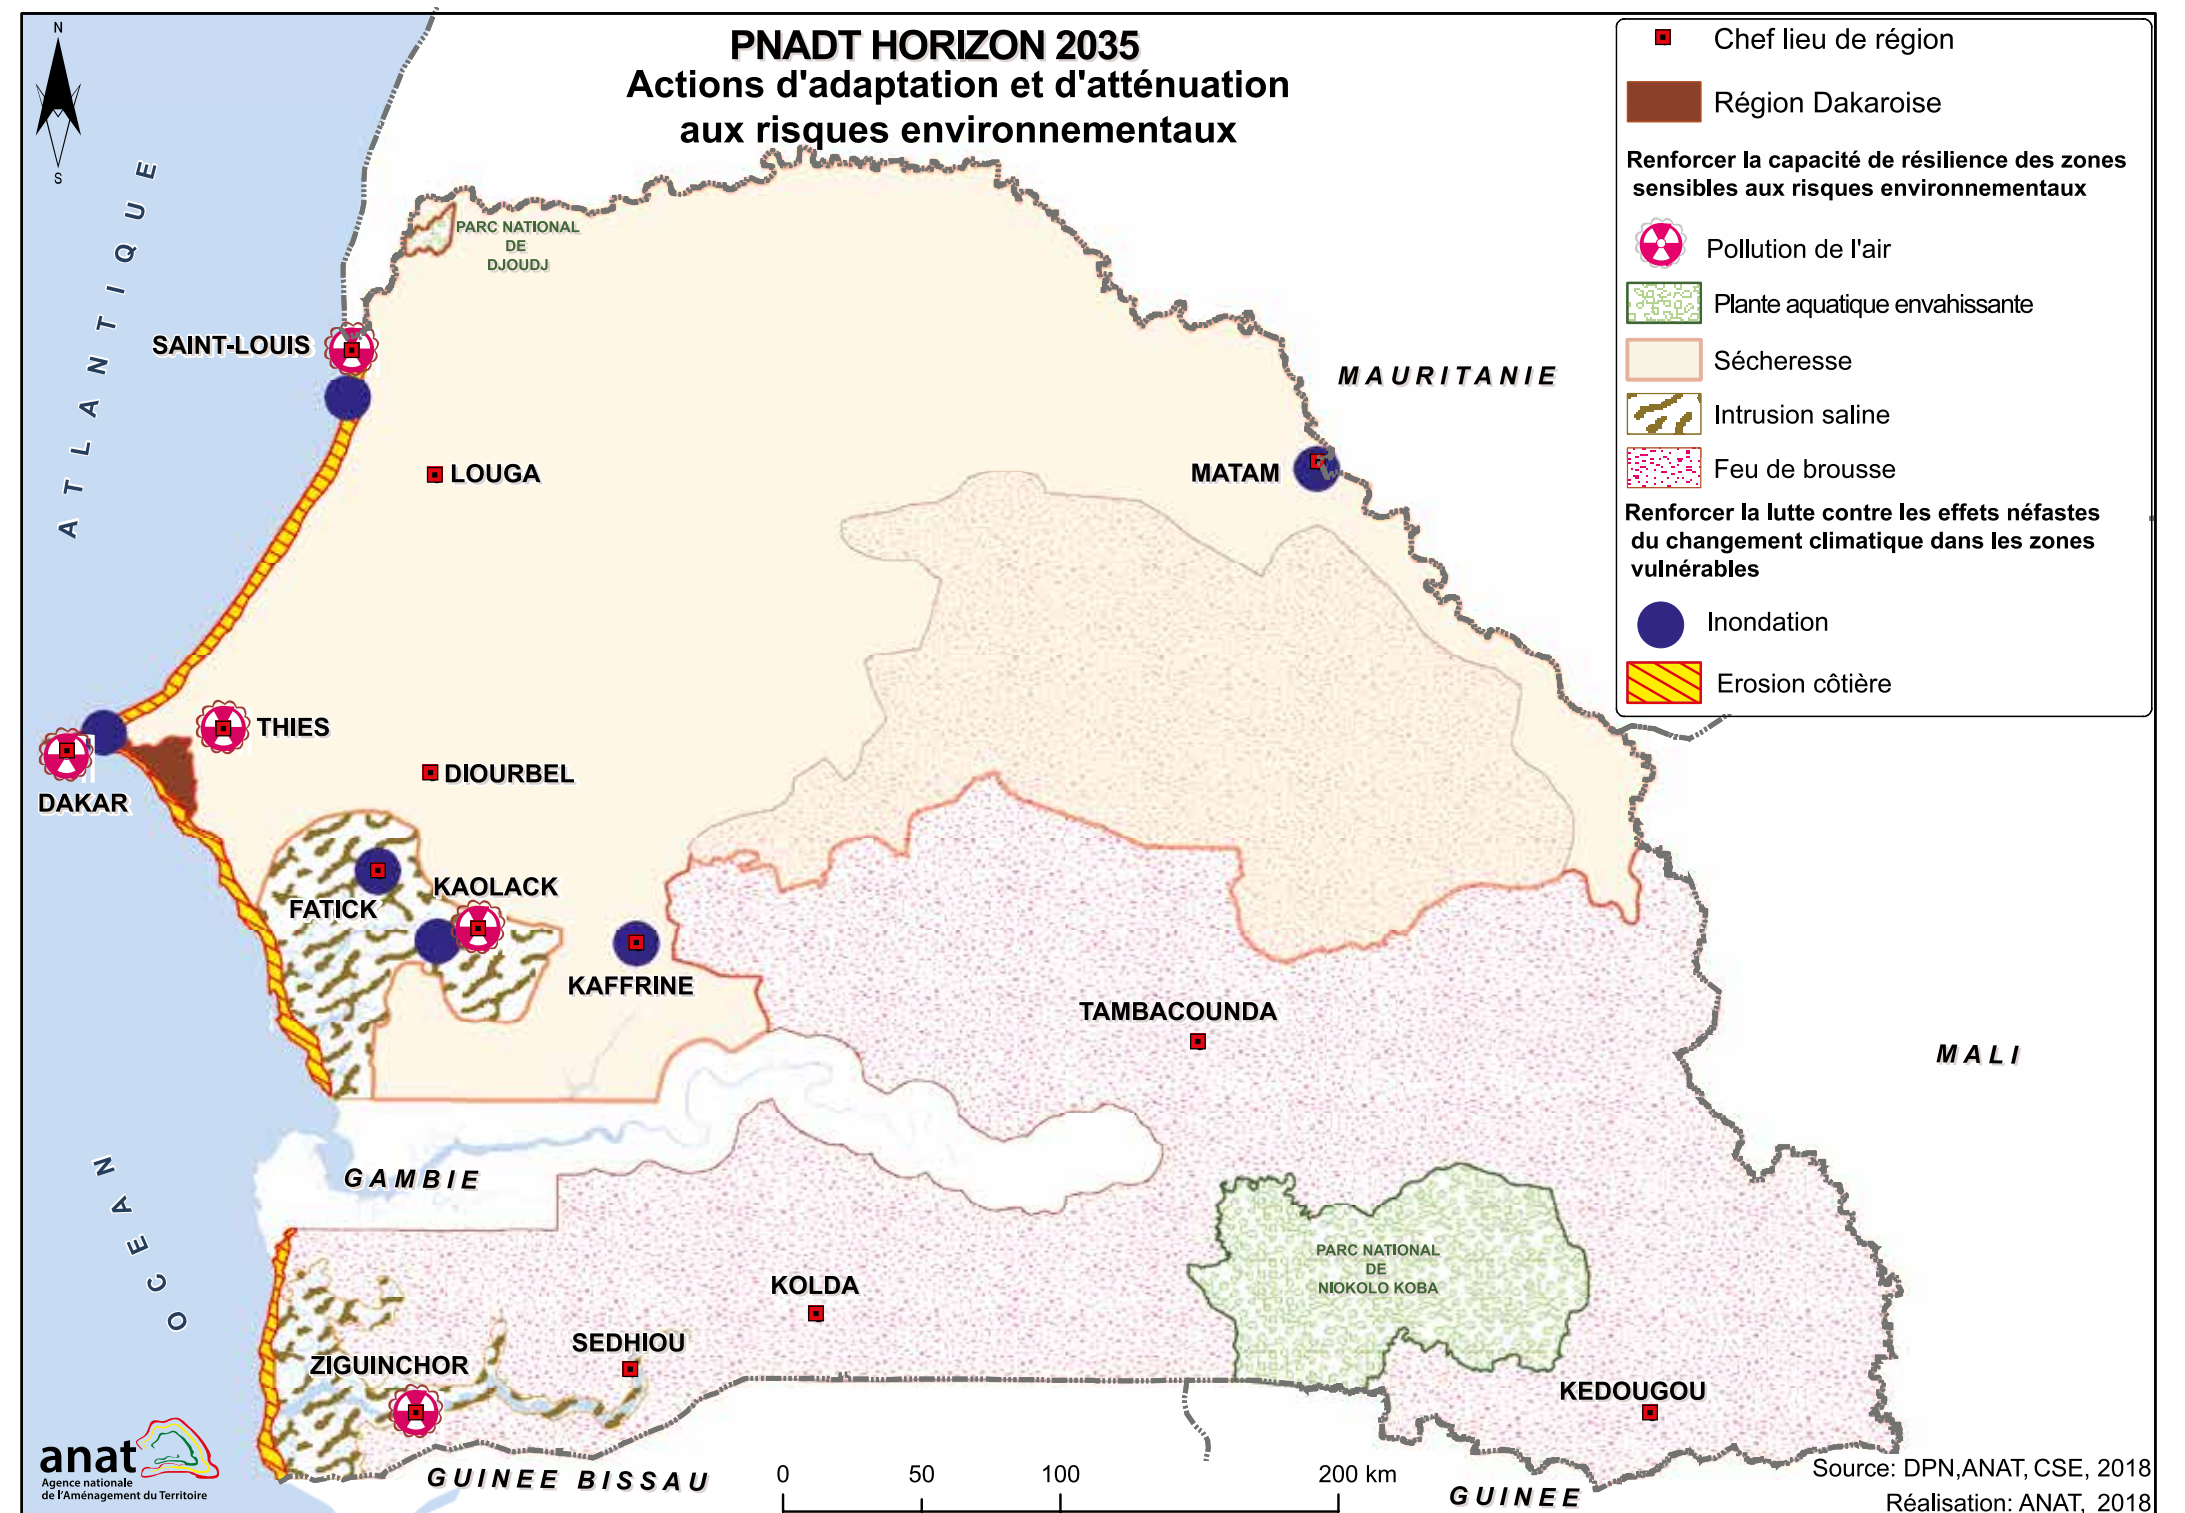 PNADT HORIZON 2035
Actions d'adaptation et d'atténuation
aux risques environnementaux
N
S
Chef lieu de région
Région Dakaroise
Renforcer la capacité de résilience des zones
sensibles aux risques environnementaux
Pollution de l'air
Plante aquatique envahissante
Sécheresse
Intrusion saline
Feu de brousse
Renforcer la lutte contre les effets néfastes
du changement climatique dans les zones
vulnérables
Inondation
Erosion côtière
OCEAN ATLANTIQUE
PARC NATIONAL
DE
DJOUDJ
SAINT-LOUIS
MAURITANIE
LOUGA
MATAM
THIES
DIOURBEL
DAKAR
KAOLACK
FATICK
KAFFRINE
TAMBACOUNDA
MALI
GAMBIE
PARC NATIONAL
DE
NIOKOLO KOBA
KOLDA
SEDHIOU
ZIGUINCHOR
KEDOUGOU
GUINEE BISSAU
GUINEE
0 50 100 200 km
anat
Agence nationale
de l'Aménagement du Territoire
Source: DPN,ANAT, CSE, 2018
Réalisation: ANAT, 2018